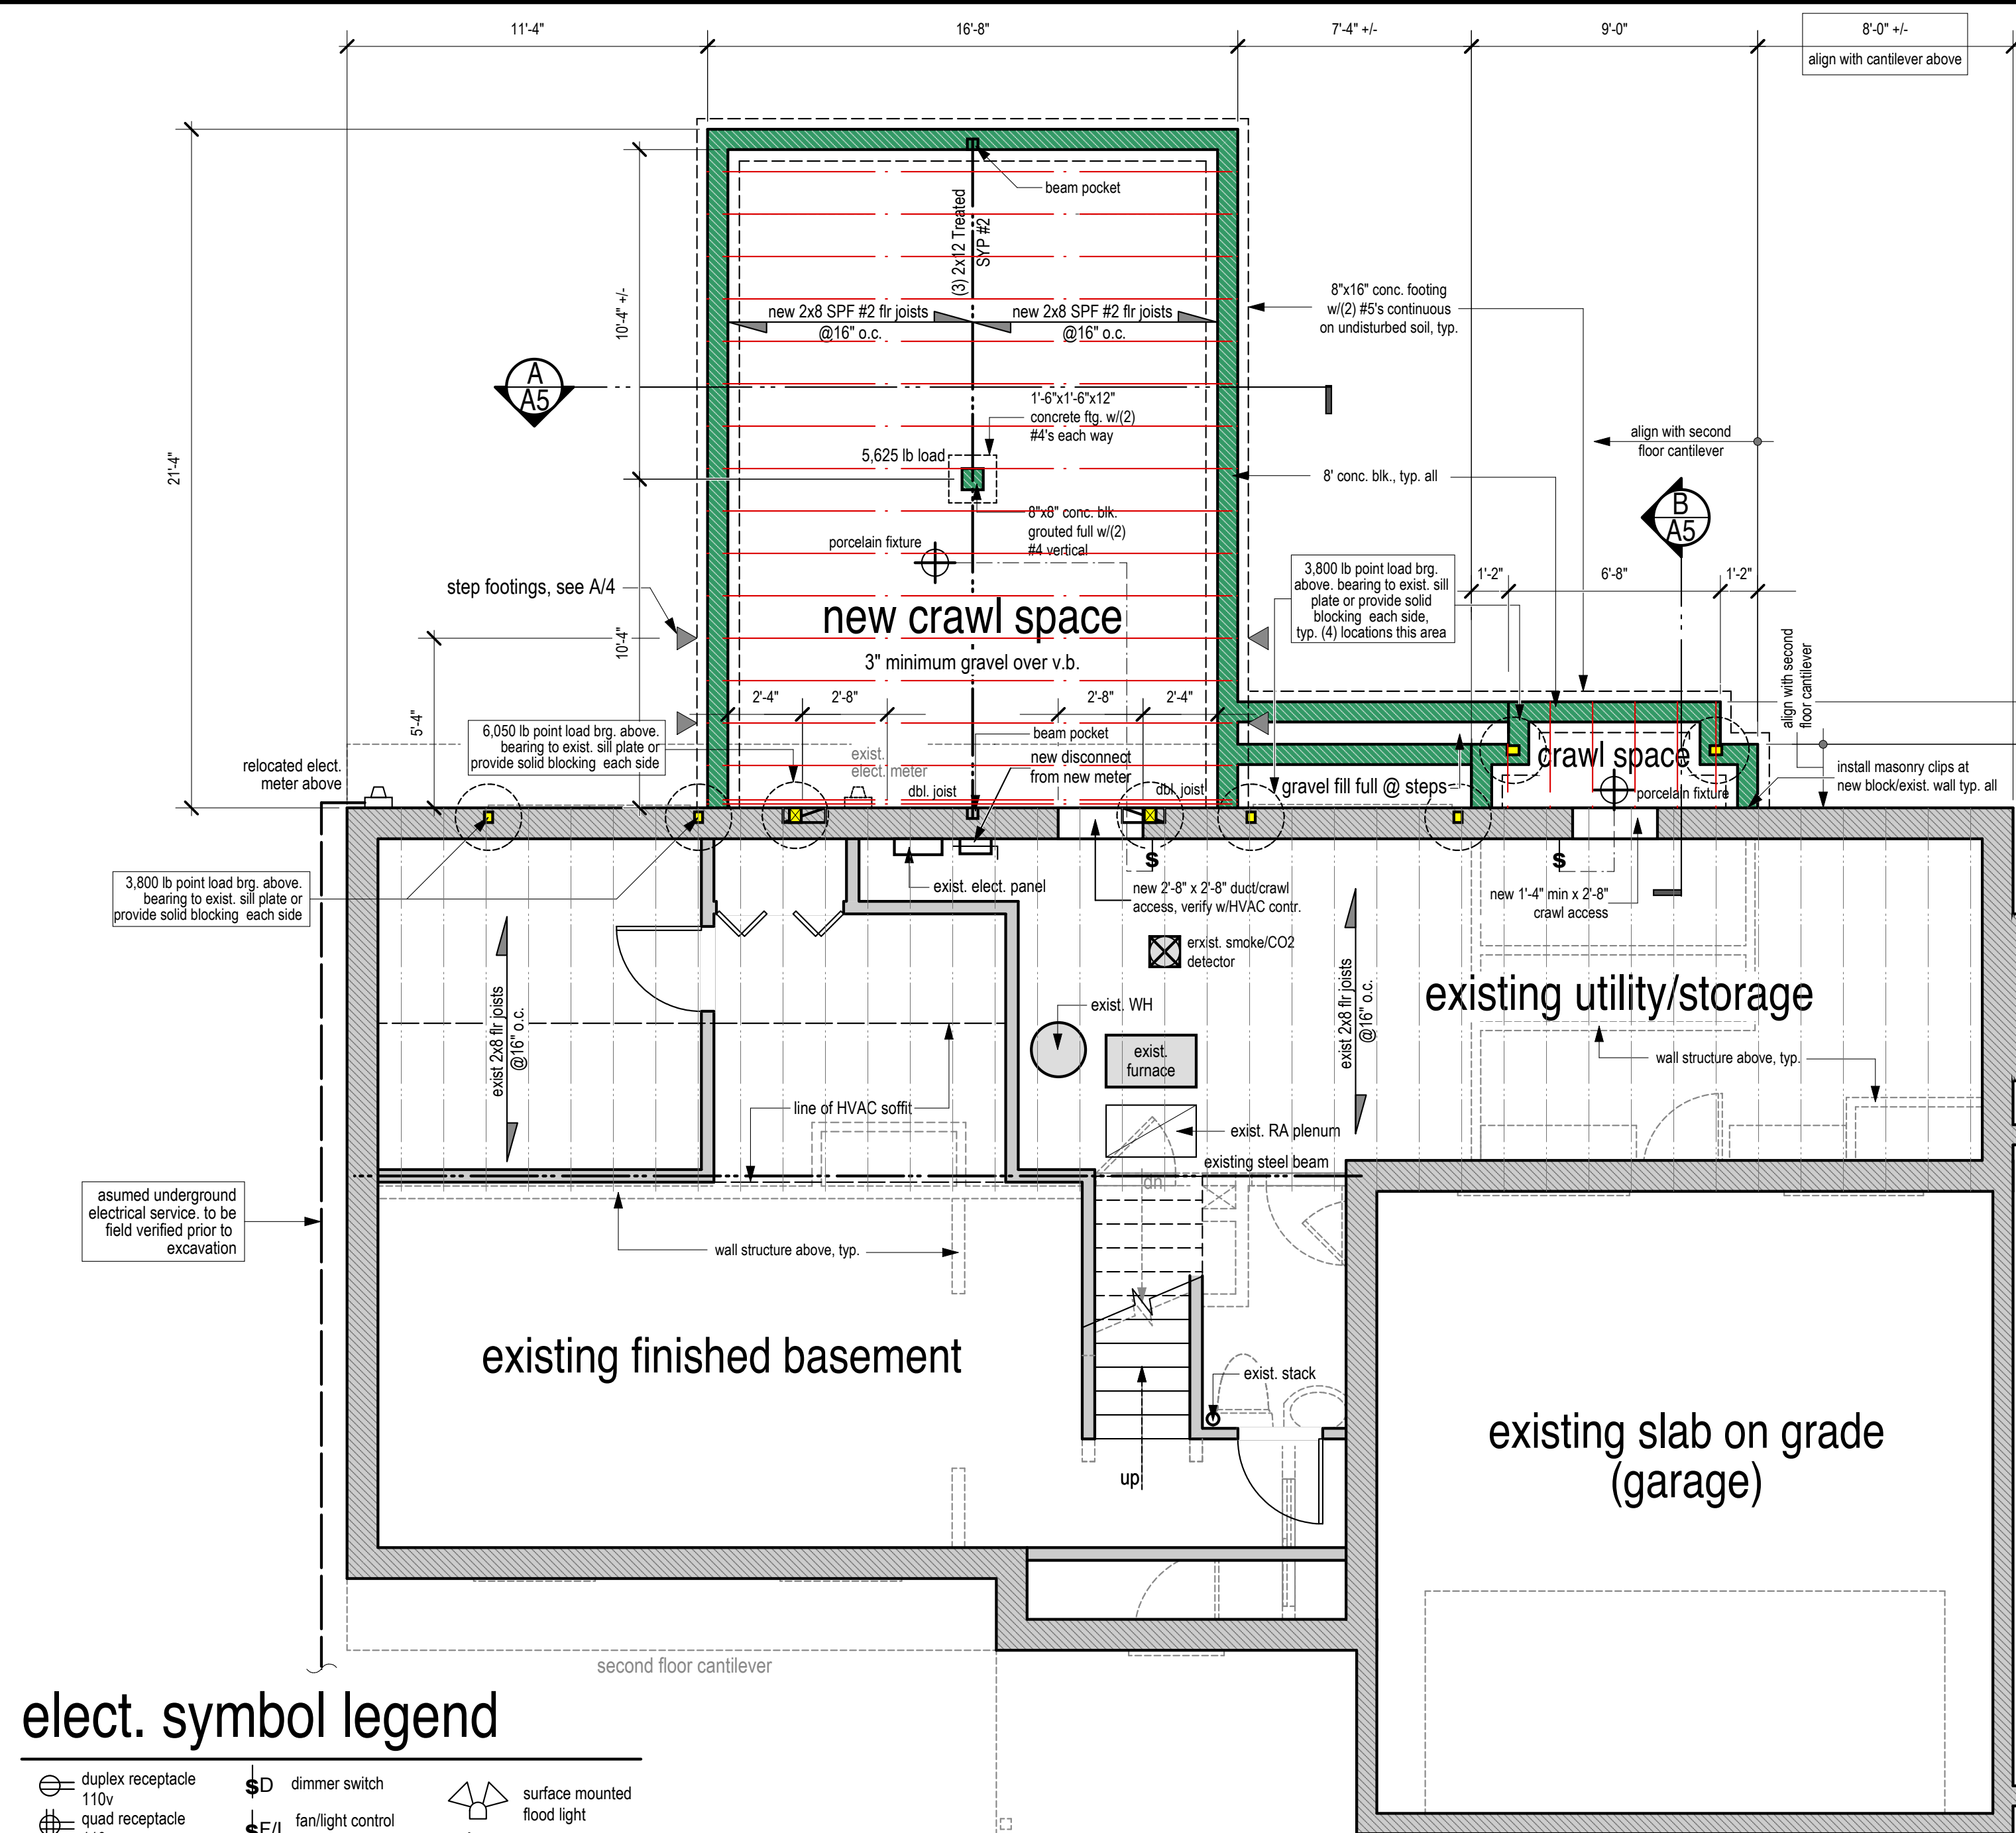 11'-4"
16'-8"
7'-4" +/-
9'-0"
8'-0" +/-
align with cantilever above
beam pocket
(3) 2x12 Treated
SYP #2
10'-4" +/-
new 2x8 SPF #2 flr joists
@16" o.c.
new 2x8 SPF #2 flr joists
@16" o.c.
8"x16" conc. footing
w/(2) #5's continuous
on undisturbed soil, typ.
A
A5
1'-6"x1'-6"x12"
concrete ftg. w/(2)
#4's each way
align with second
floor cantilever
21'-4"
5,625 lb load
8' conc. blk., typ. all
B
A5
8"x8" conc. blk.
grouted full w/(2)
#4 vertical
porcelain fixture
step footings, see A/4
3,800 lb point load brg.
above. bearing to exist. sill
plate or provide solid
blocking each side,
typ. (4) locations this area
1'-2"
6'-8"
1'-2"
new crawl space
10'-4"
3" minimum gravel over v.b.
align with second
floor cantilever
2'-4"
2'-8"
2'-8"
2'-4"
5'-4"
6,050 lb point load brg. above.
bearing to exist. sill plate or
provide solid blocking each side
exist.
elect. meter
beam pocket
new disconnect
from new meter
crawl space
relocated elect.
meter above
dbl. joist
dbl. joist
gravel fill full @ steps
porcelain fixture
install masonry clips at
new block/exist. wall typ. all
$
$
3,800 lb point load brg. above.
bearing to exist. sill plate or
provide solid blocking each side
exist. elect. panel
new 2'-8" x 2'-8" duct/crawl
access, verify w/HVAC contr.
new 1'-4" min x 2'-8"
crawl access
erxist. smoke/CO2
detector
exist 2x8 flr joists
@16" o.c.
exist 2x8 flr joists
@16" o.c.
existing utility/storage
exist. WH
exist.
furnace
wall structure above, typ.
line of HVAC soffit
exist. RA plenum
existing steel beam
dn
asumed underground
electrical service. to be
field verified prior to
excavation
wall structure above, typ.
existing finished basement
exist. stack
existing slab on grade
(garage)
up
second floor cantilever
elect. symbol legend
duplex receptacle
110v
$D dimmer switch
surface mounted
flood light
quad receptacle
$F/L fan/light control